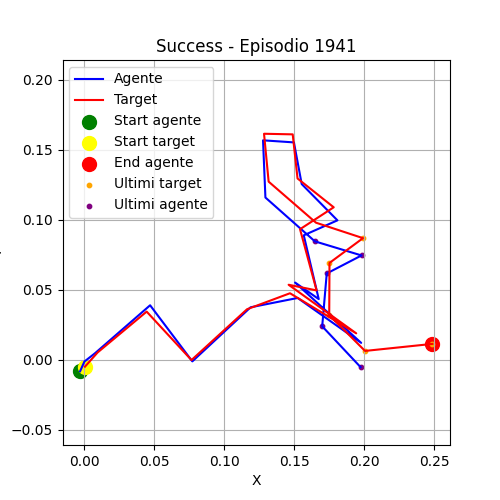 Success - Episodio 1941
Agente
Target
Start agente
Start target
End agente
Ultimi target
Ultimi agente
0.20
0.15
0.10
0.05
0.00
−0.05
0.00 0.05 0.10 0.15 0.20 0.25
X